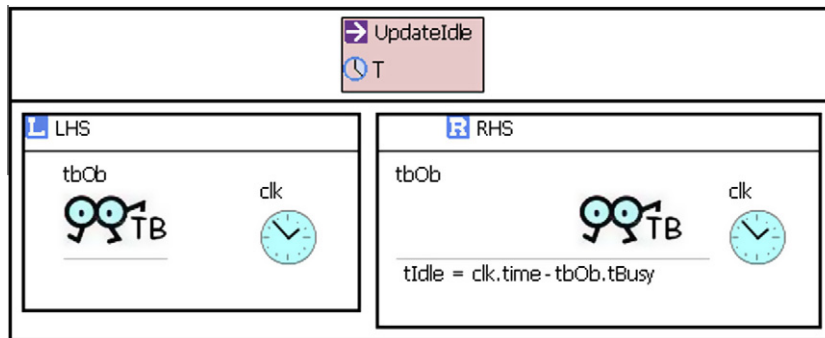 UpdateIdle
T
L LHS
R RHS
tbOb
TB
clk
tbOb
TB
clk
tIdle = clk.time - tbOb.tBusy